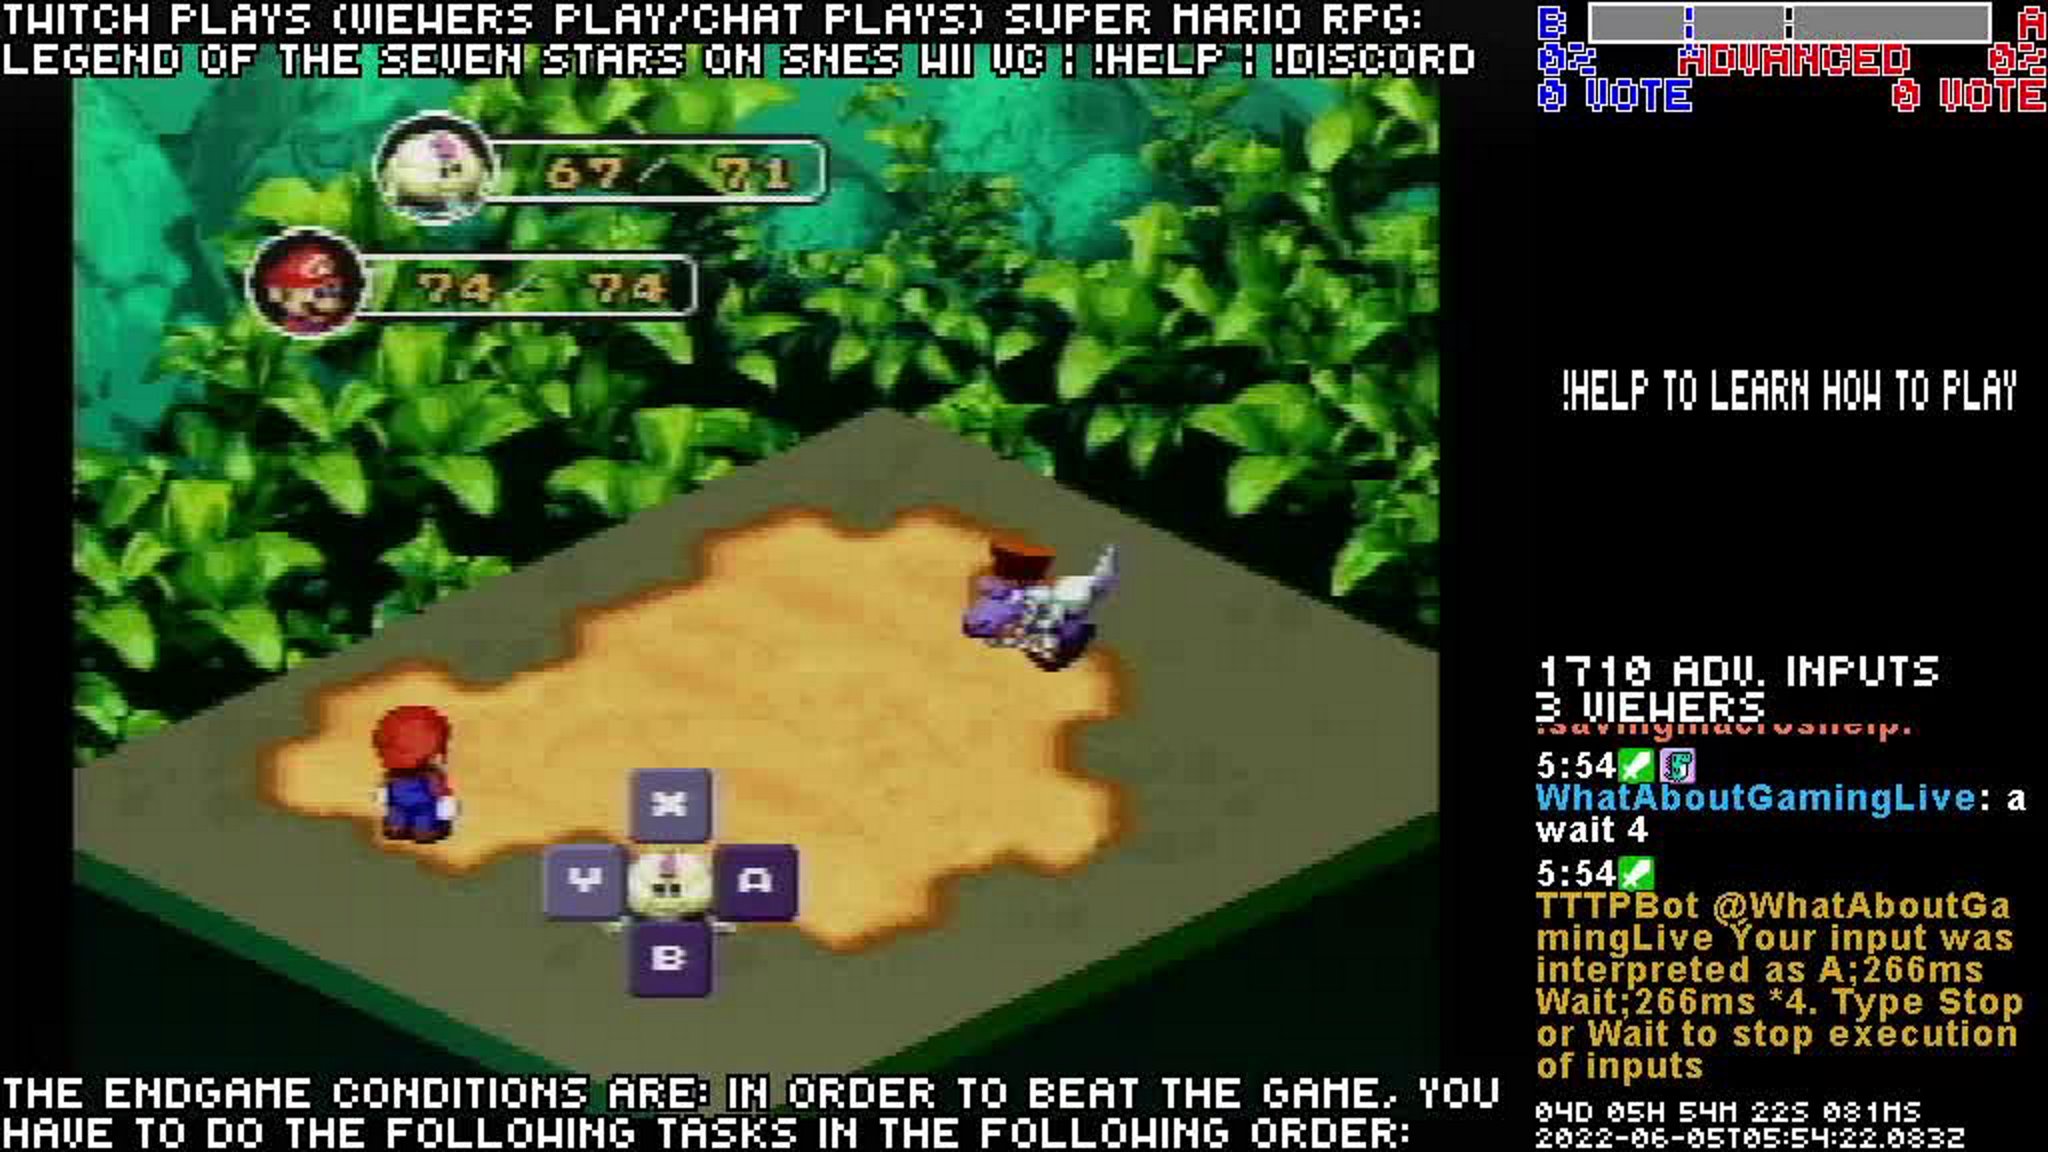 TWITCH PLAYS (VIEWERS PLAY/CHAT PLAYS) SUPER MARIO RPG:
LEGEND OF THE SEVEN STARS ON SNES WII VC | !HELP | !DISCORD
B A
0% ADVANCED 0%
0 VOTE 0 VOTE
67/ 71
74/ 74
!HELP TO LEARN HOW TO PLAY
X
Y A
B
1710 ADV. INPUTS
3 VIEWERS
!savingmacroshelp.
5:54
WhatAboutGamingLive: a
wait 4
5:54
TTTPBot @WhatAboutGa
mingLive Your input was
interpreted as A;266ms
Wait;266ms *4. Type Stop
or Wait to stop execution
of inputs
04D 05H 54M 22S 081MS
2022-06-05T05:54:22.083Z
THE ENDGAME CONDITIONS ARE: IN ORDER TO BEAT THE GAME, YOU
HAVE TO DO THE FOLLOWING TASKS IN THE FOLLOWING ORDER: